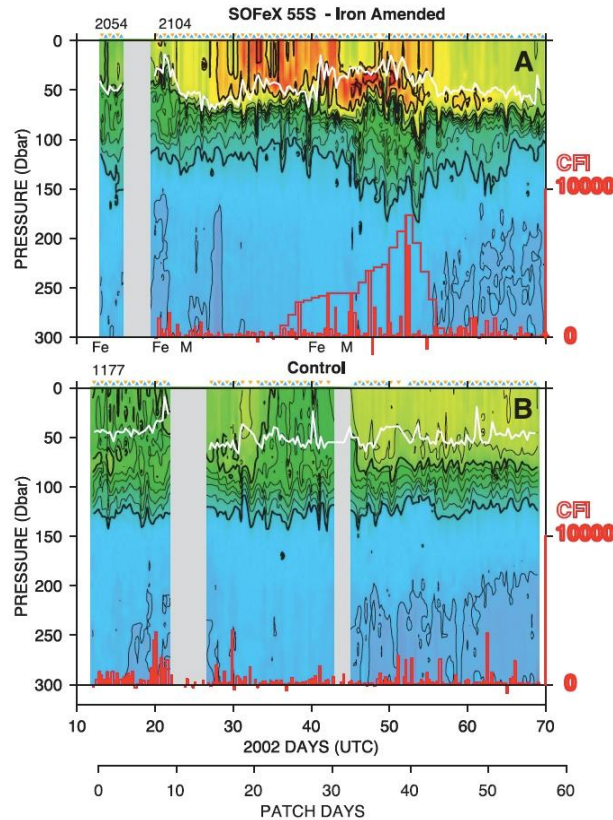 SOFeX 55S - Iron Amended
2054 2104
A
0
50
100
150
200
250
300
PRESSURE (Dbar)
CFI
10000
0
Fe Fe M Fe M
Control
1177
B
0
50
100
150
200
250
300
PRESSURE (Dbar)
CFI
10000
0
10 20 30 40 50 60 70
2002 DAYS (UTC)
0 10 20 30 40 50 60
PATCH DAYS